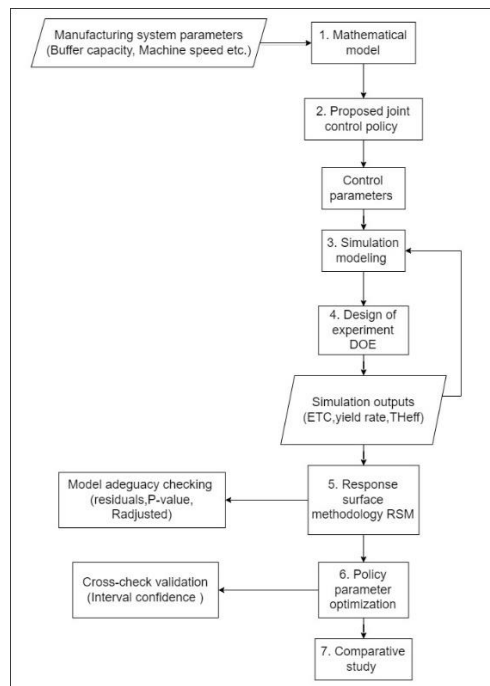 Manufacturing system parameters
(Buffer capacity, Machine speed etc.)
1. Mathematical
model
2. Proposed joint
control policy
Control
parameters
3. Simulation
modeling
4. Design of
experiment
DOE
Simulation outputs
(ETC,yield rate,THeff)
Model adequacy checking
(residuals,P-value,
Radjusted)
5. Response
surface
methodology RSM
Cross-check validation
(Interval confidence )
6. Policy
parameter
optimization
7. Comparative
study